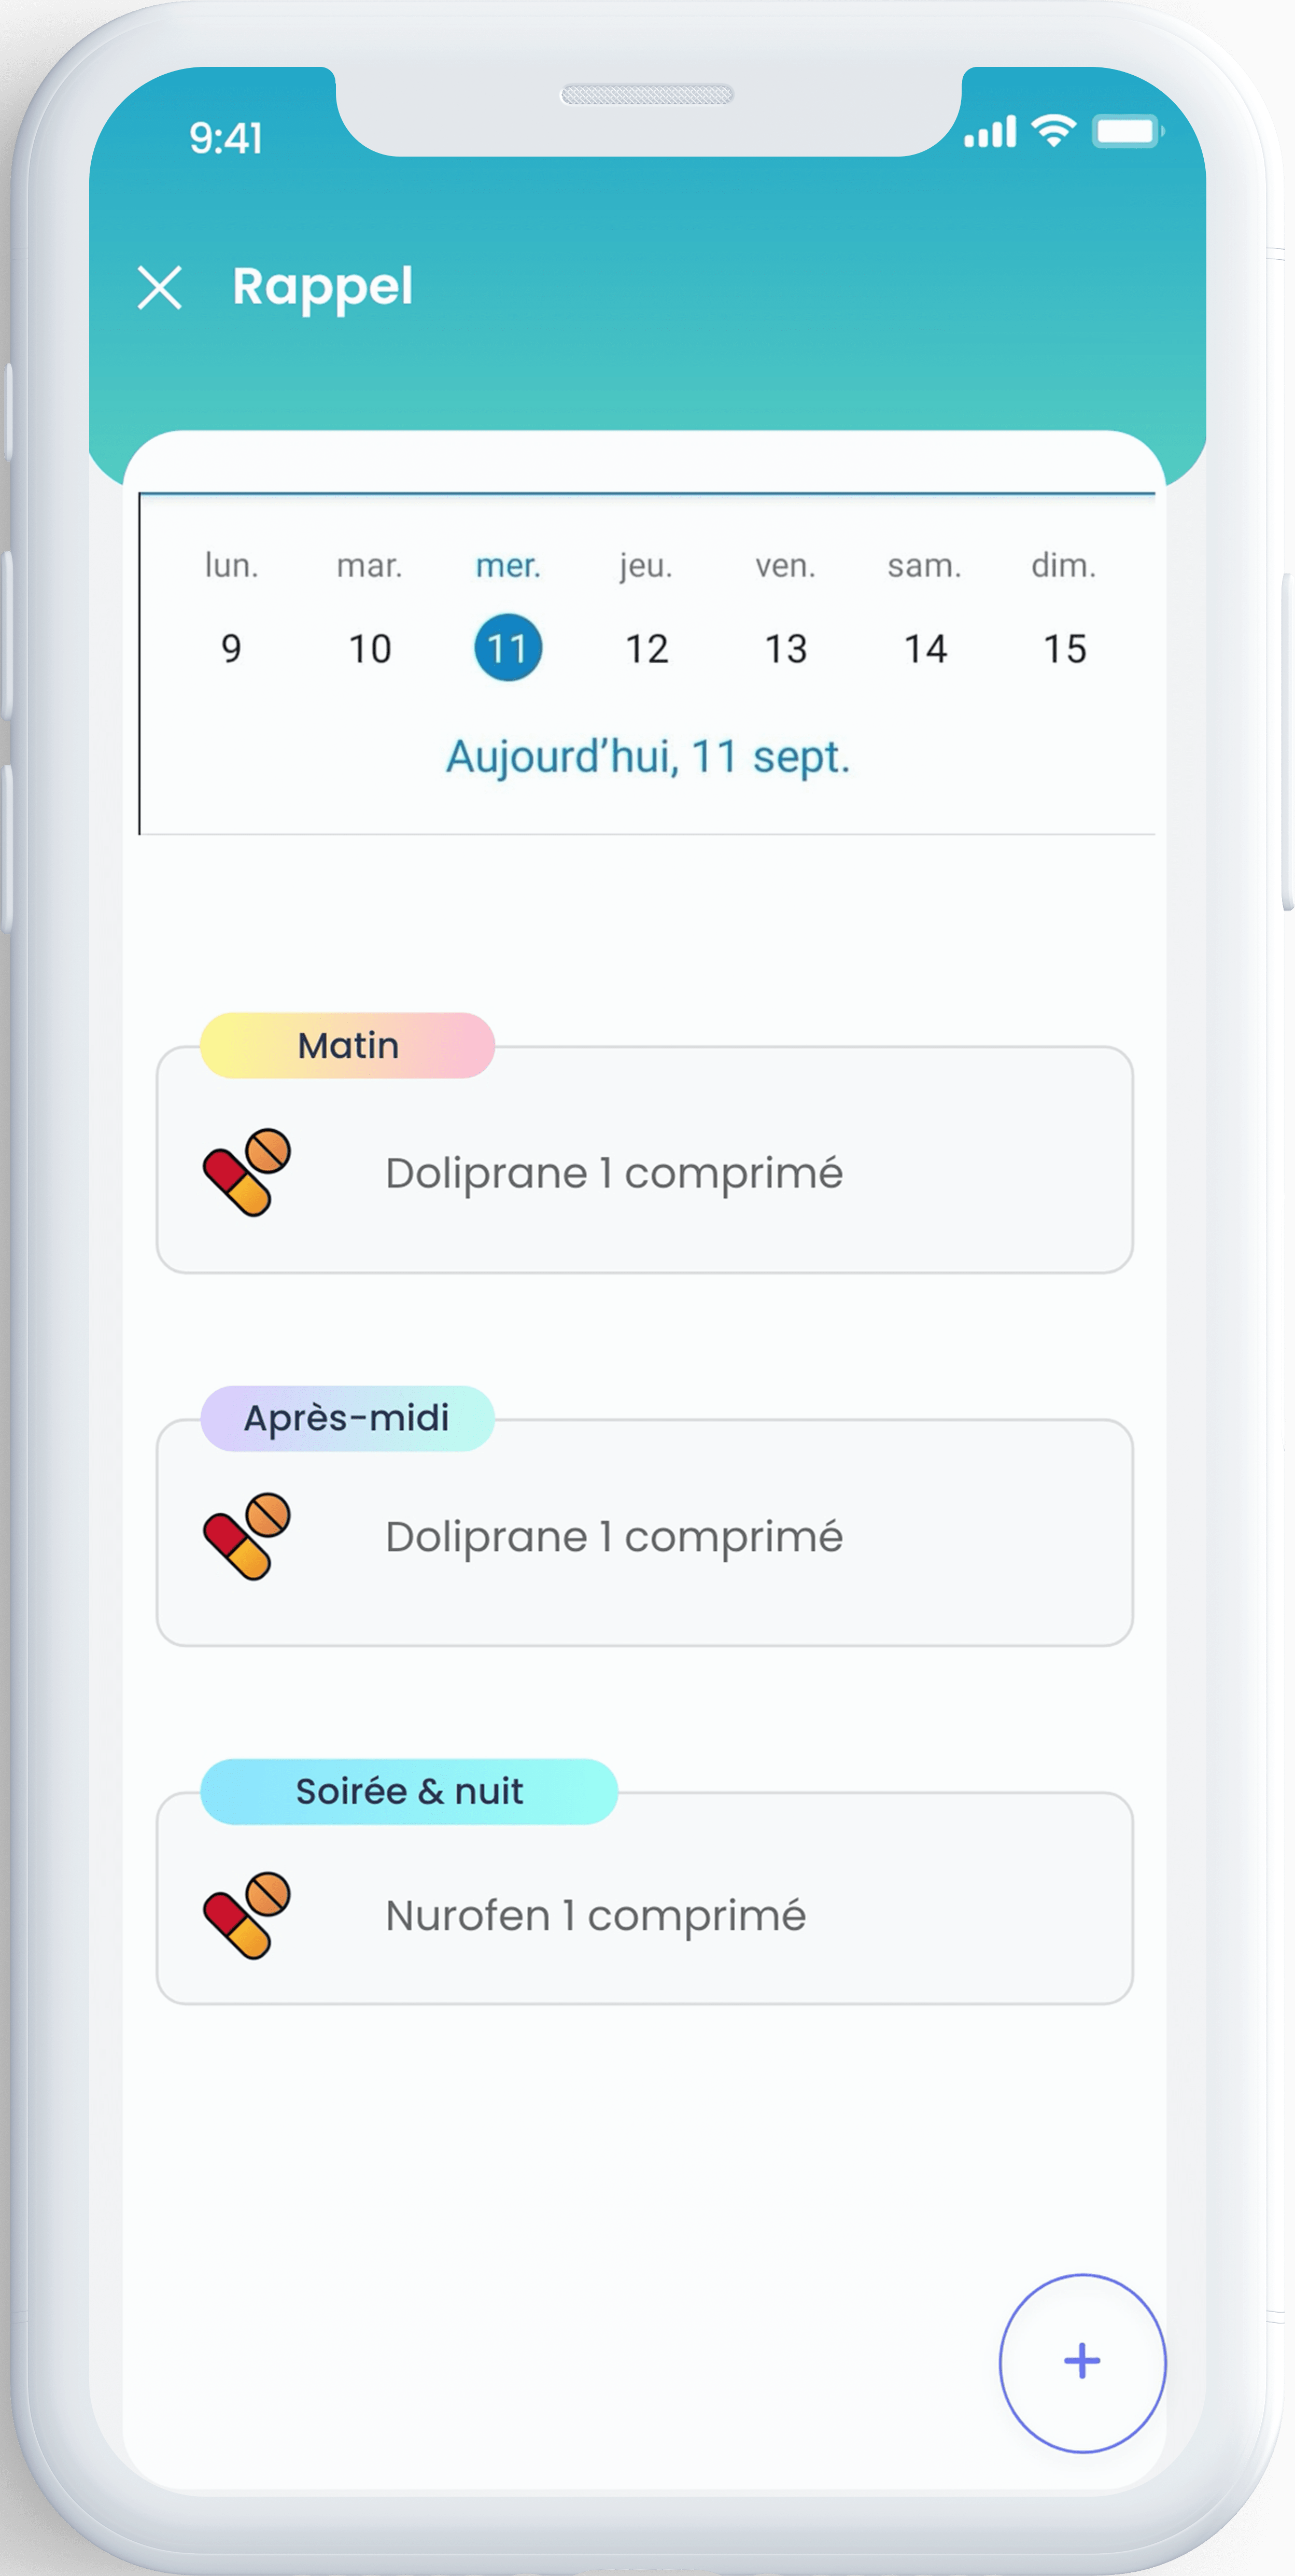 9:41
Rappel
lun. mar. mer. jeu. ven. sam. dim.
9 10 11 12 13 14 15
Aujourd’hui, 11 sept.
Matin
Doliprane 1 comprimé
Après-midi
Doliprane 1 comprimé
Soirée & nuit
Nurofen 1 comprimé
+